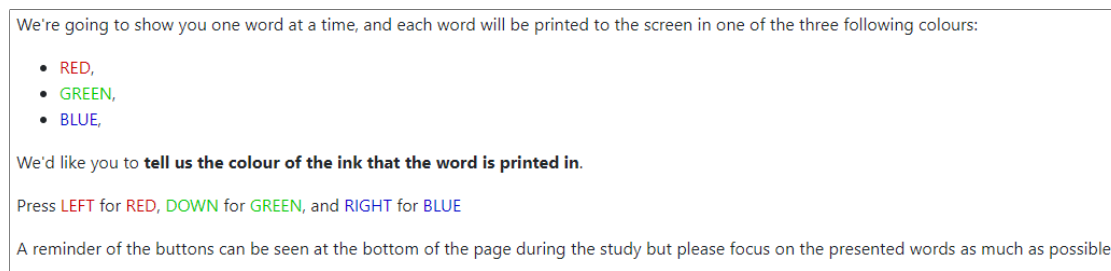 We're going to show you one word at a time, and each word will be printed to the screen in one of the three following colours:
• RED,
• GREEN,
• BLUE,
We'd like you to tell us the colour of the ink that the word is printed in.
Press LEFT for RED, DOWN for GREEN, and RIGHT for BLUE
A reminder of the buttons can be seen at the bottom of the page during the study but please focus on the presented words as much as possible